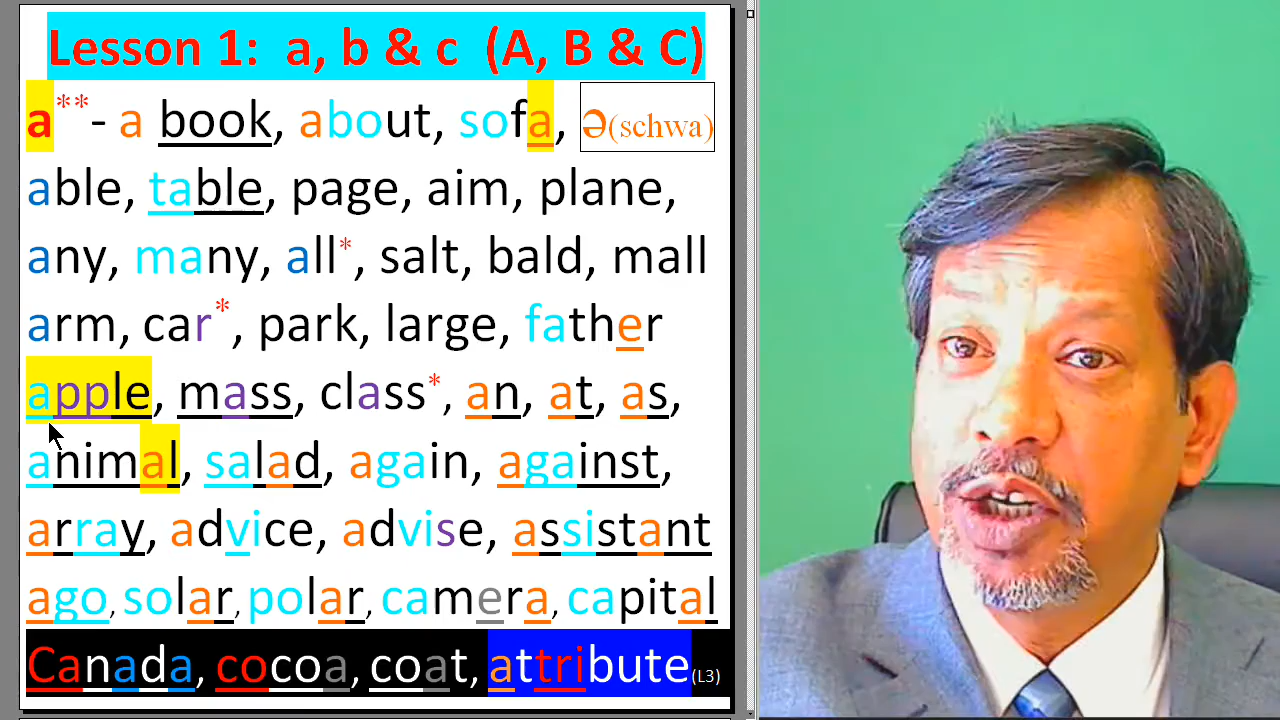 Lesson 1: a, b & c (A, B & C)
a**- a book, about, sofa, Ə(schwa)
able, table, page, aim, plane,
any, many, all*, salt, bald, mall
arm, car*, park, large, father
apple, mass, class*, an, at, as,
animal, salad, again, against,
array, advice, advise, assistant
ago, solar, polar, camera, capital
Canada, cocoa, coat, attribute(L3)